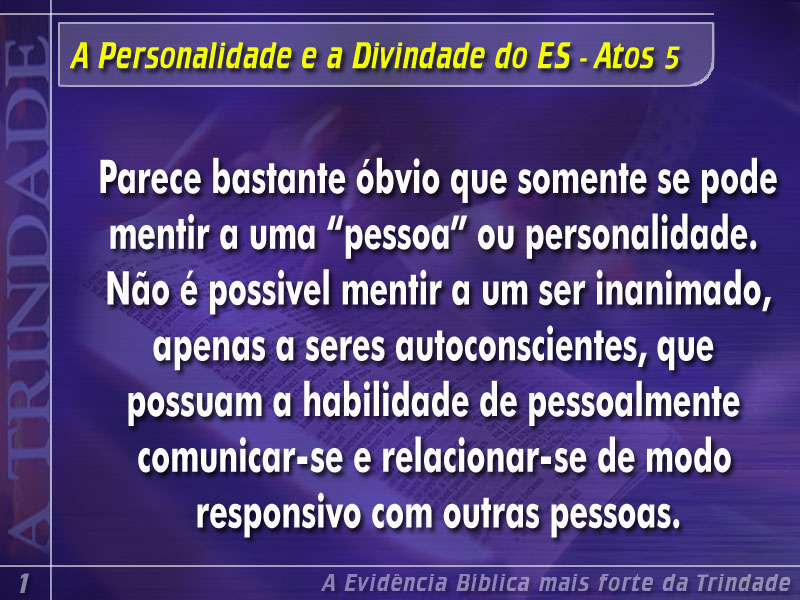 A Personalidade e a Divindade do ES - Atos 5
A TRINDADE
Parece bastante óbvio que somente se pode
mentir a uma “pessoa” ou personalidade.
Não é possivel mentir a um ser inanimado,
apenas a seres autoconscientes, que
possuam a habilidade de pessoalmente
comunicar-se e relacionar-se de modo
responsivo com outras pessoas.
1
A Evidência Bíblica mais forte da Trindade